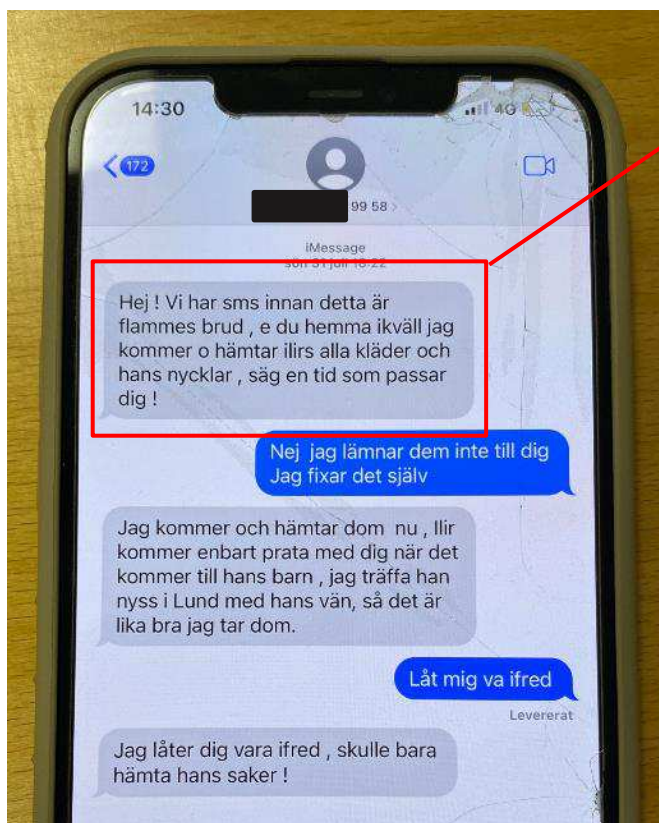 14:30
4G
172
99 58 >
iMessage
sön 31 juli 18:22
Hej ! Vi har sms innan detta är
flammes brud , e du hemma ikväll jag
kommer o hämtar ilirs alla kläder och
hans nycklar , säg en tid som passar
dig !
Nej jag lämnar dem inte till dig
Jag fixar det själv
Jag kommer och hämtar dom nu , Ilir
kommer enbart prata med dig när det
kommer till hans barn , jag träffa han
nyss i Lund med hans vän, så det är
lika bra jag tar dom.
Låt mig va ifred
Levererat
Jag låter dig vara ifred , skulle bara
hämta hans saker !